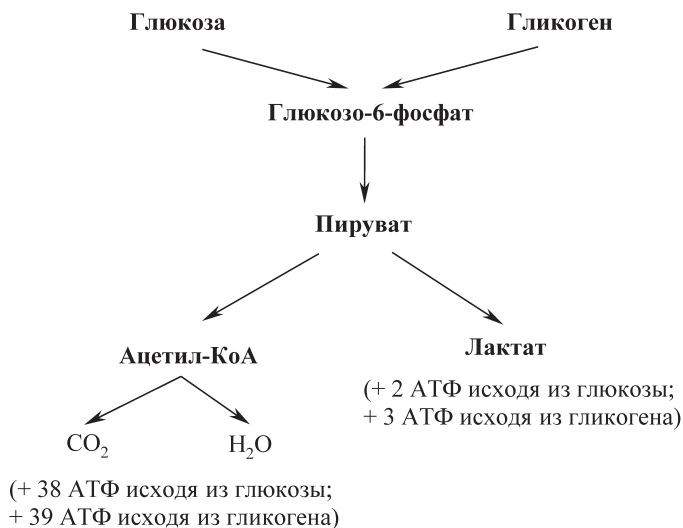 Глюкоза
Гликоген
Глюкозо-6-фосфат
Пируват
Ацетил-КоА
Лактат
(+ 2 АТФ исходя из глюкозы;
+ 3 АТФ исходя из гликогена)
CO₂
H₂O
(+ 38 АТФ исходя из глюкозы;
+ 39 АТФ исходя из гликогена)